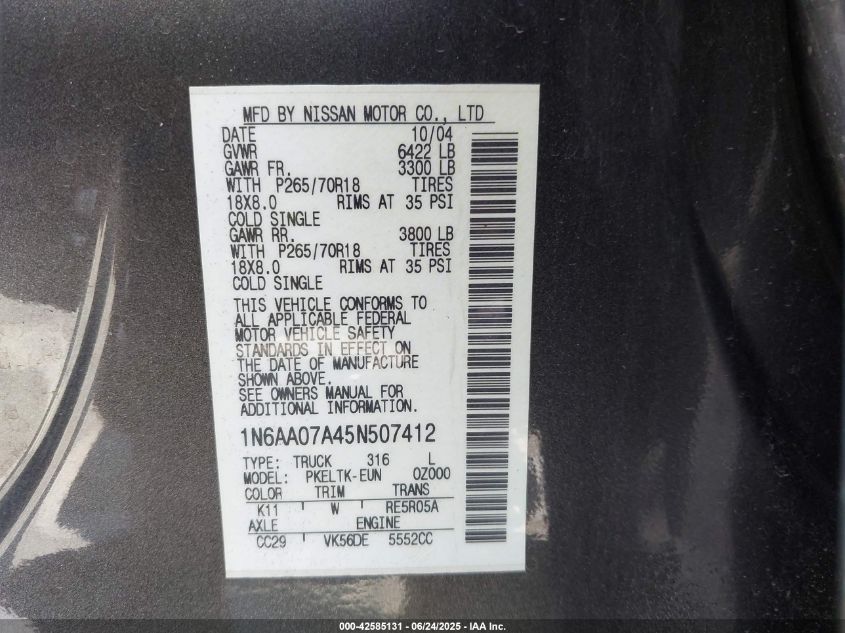 MFD BY NISSAN MOTOR CO., LTD
DATE 10/04
GVWR 6422 LB
GAWR FR. 3300 LB
WITH P265/70R18 TIRES
18X8.0 RIMS AT 35 PSI
COLD SINGLE
GAWR RR. 3800 LB
WITH P265/70R18 TIRES
18X8.0 RIMS AT 35 PSI
COLD SINGLE
THIS VEHICLE CONFORMS TO
ALL APPLICABLE FEDERAL
MOTOR VEHICLE SAFETY
STANDARDS IN EFFECT ON
THE DATE OF MANUFACTURE
SHOWN ABOVE.
SEE OWNERS MANUAL FOR
ADDITIONAL INFORMATION.
1N6AA07A45N507412
TYPE: TRUCK 316 L
MODEL: PKELTK-EUN 0Z000
COLOR TRIM TRANS
K11 W RE5R05A
AXLE ENGINE
CC29 VK56DE 5552CC
000-42585131 - 06/24/2025 - IAA Inc.